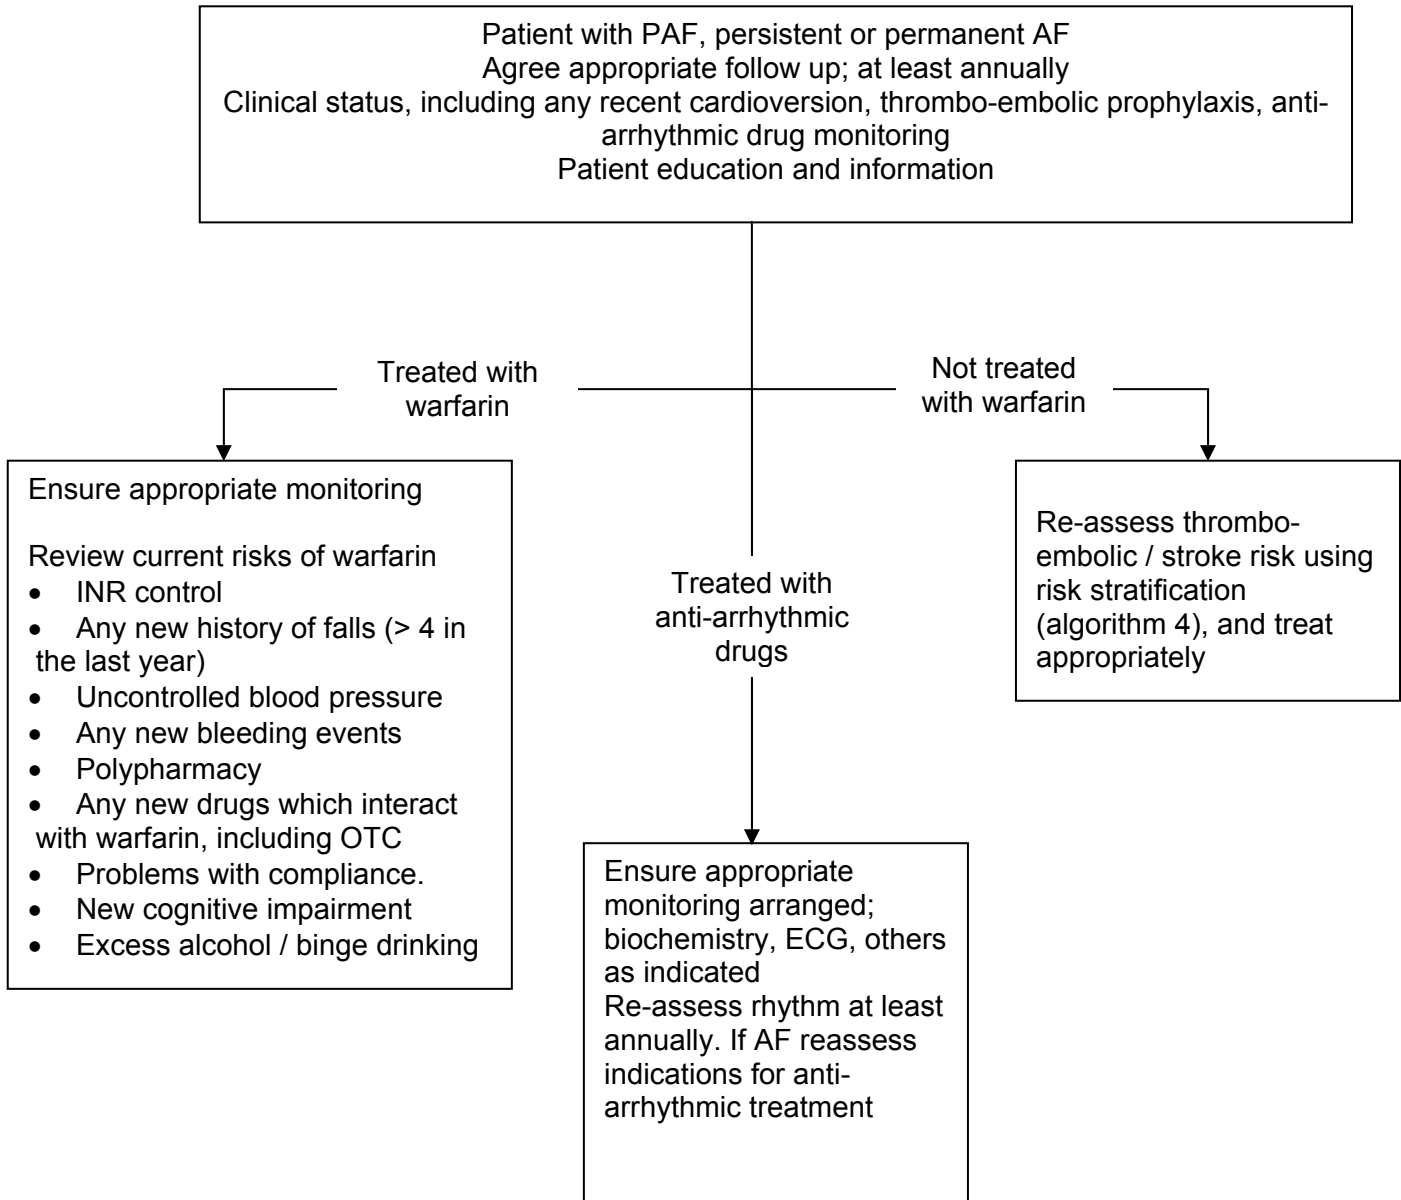 Patient with PAF, persistent or permanent AF
Agree appropriate follow up; at least annually
Clinical status, including any recent cardioversion, thrombo-embolic prophylaxis, anti-
arrhythmic drug monitoring
Patient education and information
Treated with
warfarin
Not treated
with warfarin
Ensure appropriate monitoring
Review current risks of warfarin
• INR control
• Any new history of falls (> 4 in
the last year)
• Uncontrolled blood pressure
• Any new bleeding events
• Polypharmacy
• Any new drugs which interact
with warfarin, including OTC
• Problems with compliance.
• New cognitive impairment
• Excess alcohol / binge drinking
Treated with
anti-arrhythmic
drugs
Re-assess thrombo-
embolic / stroke risk using
risk stratification
(algorithm 4), and treat
appropriately
Ensure appropriate
monitoring arranged;
biochemistry, ECG, others
as indicated
Re-assess rhythm at least
annually. If AF reassess
indications for anti-
arrhythmic treatment